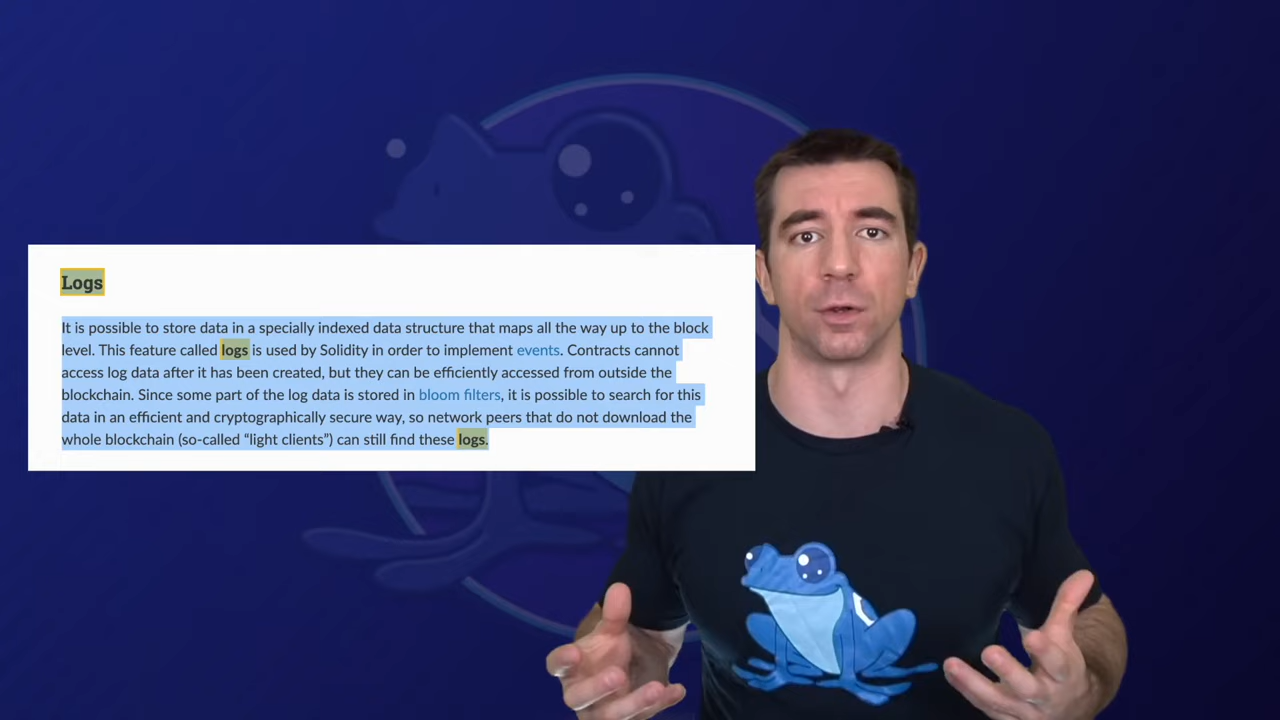 Logs
It is possible to store data in a specially indexed data structure that maps all the way up to the block
level. This feature called logs is used by Solidity in order to implement events. Contracts cannot
access log data after it has been created, but they can be efficiently accessed from outside the
blockchain. Since some part of the log data is stored in bloom filters, it is possible to search for this
data in an efficient and cryptographically secure way, so network peers that do not download the
whole blockchain (so-called “light clients”) can still find these logs.